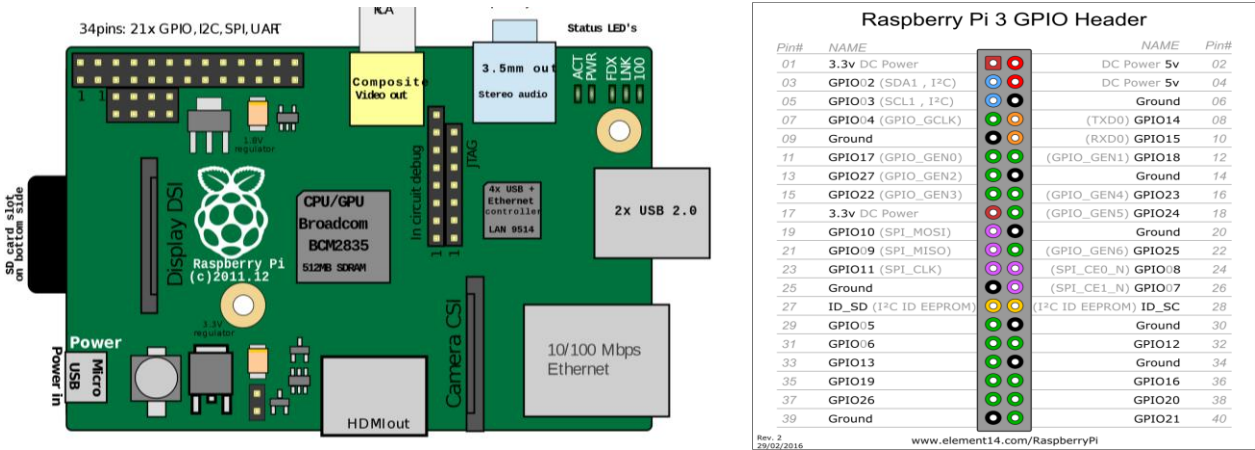 34pins: 21x GPIO, I2C, SPI, UART
RCA
Status LED's
Composite
Video out
3.5mm out
Stereo audio
ACT
PWR
FDX
LNK
100
1 1
1.8V
regulator
JTAG
In circuit debug
1 1
SD card slot
on bottom side
Display DSI
Raspberry Pi
(c)2011.12
CPU/GPU
Broadcom
BCM2835
512MB SDRAM
4x USB +
Ethernet
controller
LAN 9514
2x USB 2.0
3.3V
regulator
Power
Micro
USB
Power in
HDMI out
Camera CSI
10/100 Mbps
Ethernet
Raspberry Pi 3 GPIO Header
Pin# NAME NAME Pin#
01 3.3v DC Power DC Power 5v 02
03 GPIO02 (SDA1 , I²C) DC Power 5v 04
05 GPIO03 (SCL1 , I²C) Ground 06
07 GPIO04 (GPIO_GCLK) (TXD0) GPIO14 08
09 Ground (RXD0) GPIO15 10
11 GPIO17 (GPIO_GEN0) (GPIO_GEN1) GPIO18 12
13 GPIO27 (GPIO_GEN2) Ground 14
15 GPIO22 (GPIO_GEN3) (GPIO_GEN4) GPIO23 16
17 3.3v DC Power (GPIO_GEN5) GPIO24 18
19 GPIO10 (SPI_MOSI) Ground 20
21 GPIO09 (SPI_MISO) (GPIO_GEN6) GPIO25 22
23 GPIO11 (SPI_CLK) (SPI_CE0_N) GPIO08 24
25 Ground (SPI_CE1_N) GPIO07 26
27 ID_SD (I²C ID EEPROM) (I²C ID EEPROM) ID_SC 28
29 GPIO05 Ground 30
31 GPIO06 GPIO12 32
33 GPIO13 Ground 34
35 GPIO19 GPIO16 36
37 GPIO26 GPIO20 38
39 Ground GPIO21 40
Rev. 2
29/02/2016
www.element14.com/RaspberryPi